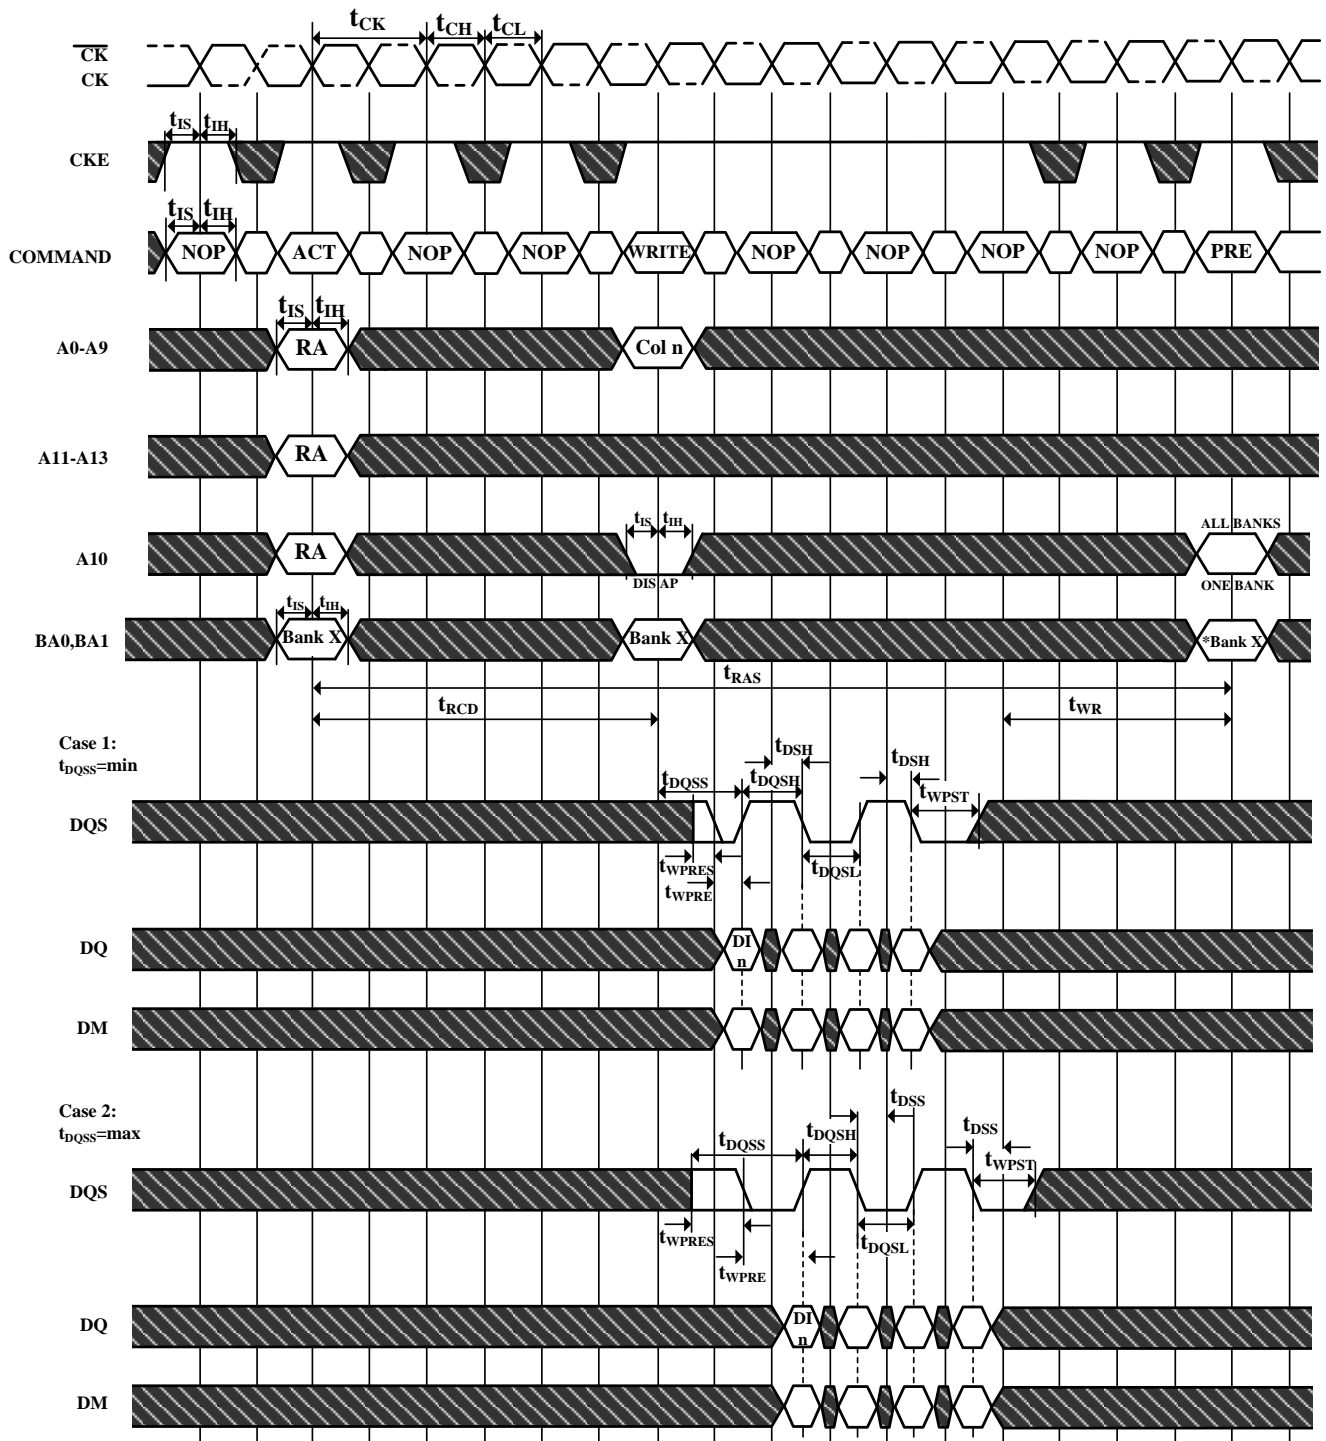 tCK tCH tCL
CK
CK
tIS tIH
CKE
tIS tIH
COMMAND NOP ACT NOP NOP WRITE NOP NOP NOP NOP PRE
tIS tIH
A0-A9 RA Col n
A11-A13 RA
tIS tIH ALL BANKS
A10 RA
DIS AP ONE BANK
tIS tIH
BA0,BA1 Bank X Bank X *Bank X
tRAS
tRCD tWR
Case 1:
tDQSS=min
tDSH tDSH
tDQSS tDQSH
tWPST
DQS
tWPRES tDQSL
tWPRE
DQ DI
n
DM
Case 2:
tDQSS=max
tDSS
tDQSS tDQSH tDSS
tWPST
DQS
tWPRES tDQSL
tWPRE
DQ DI
n
DM